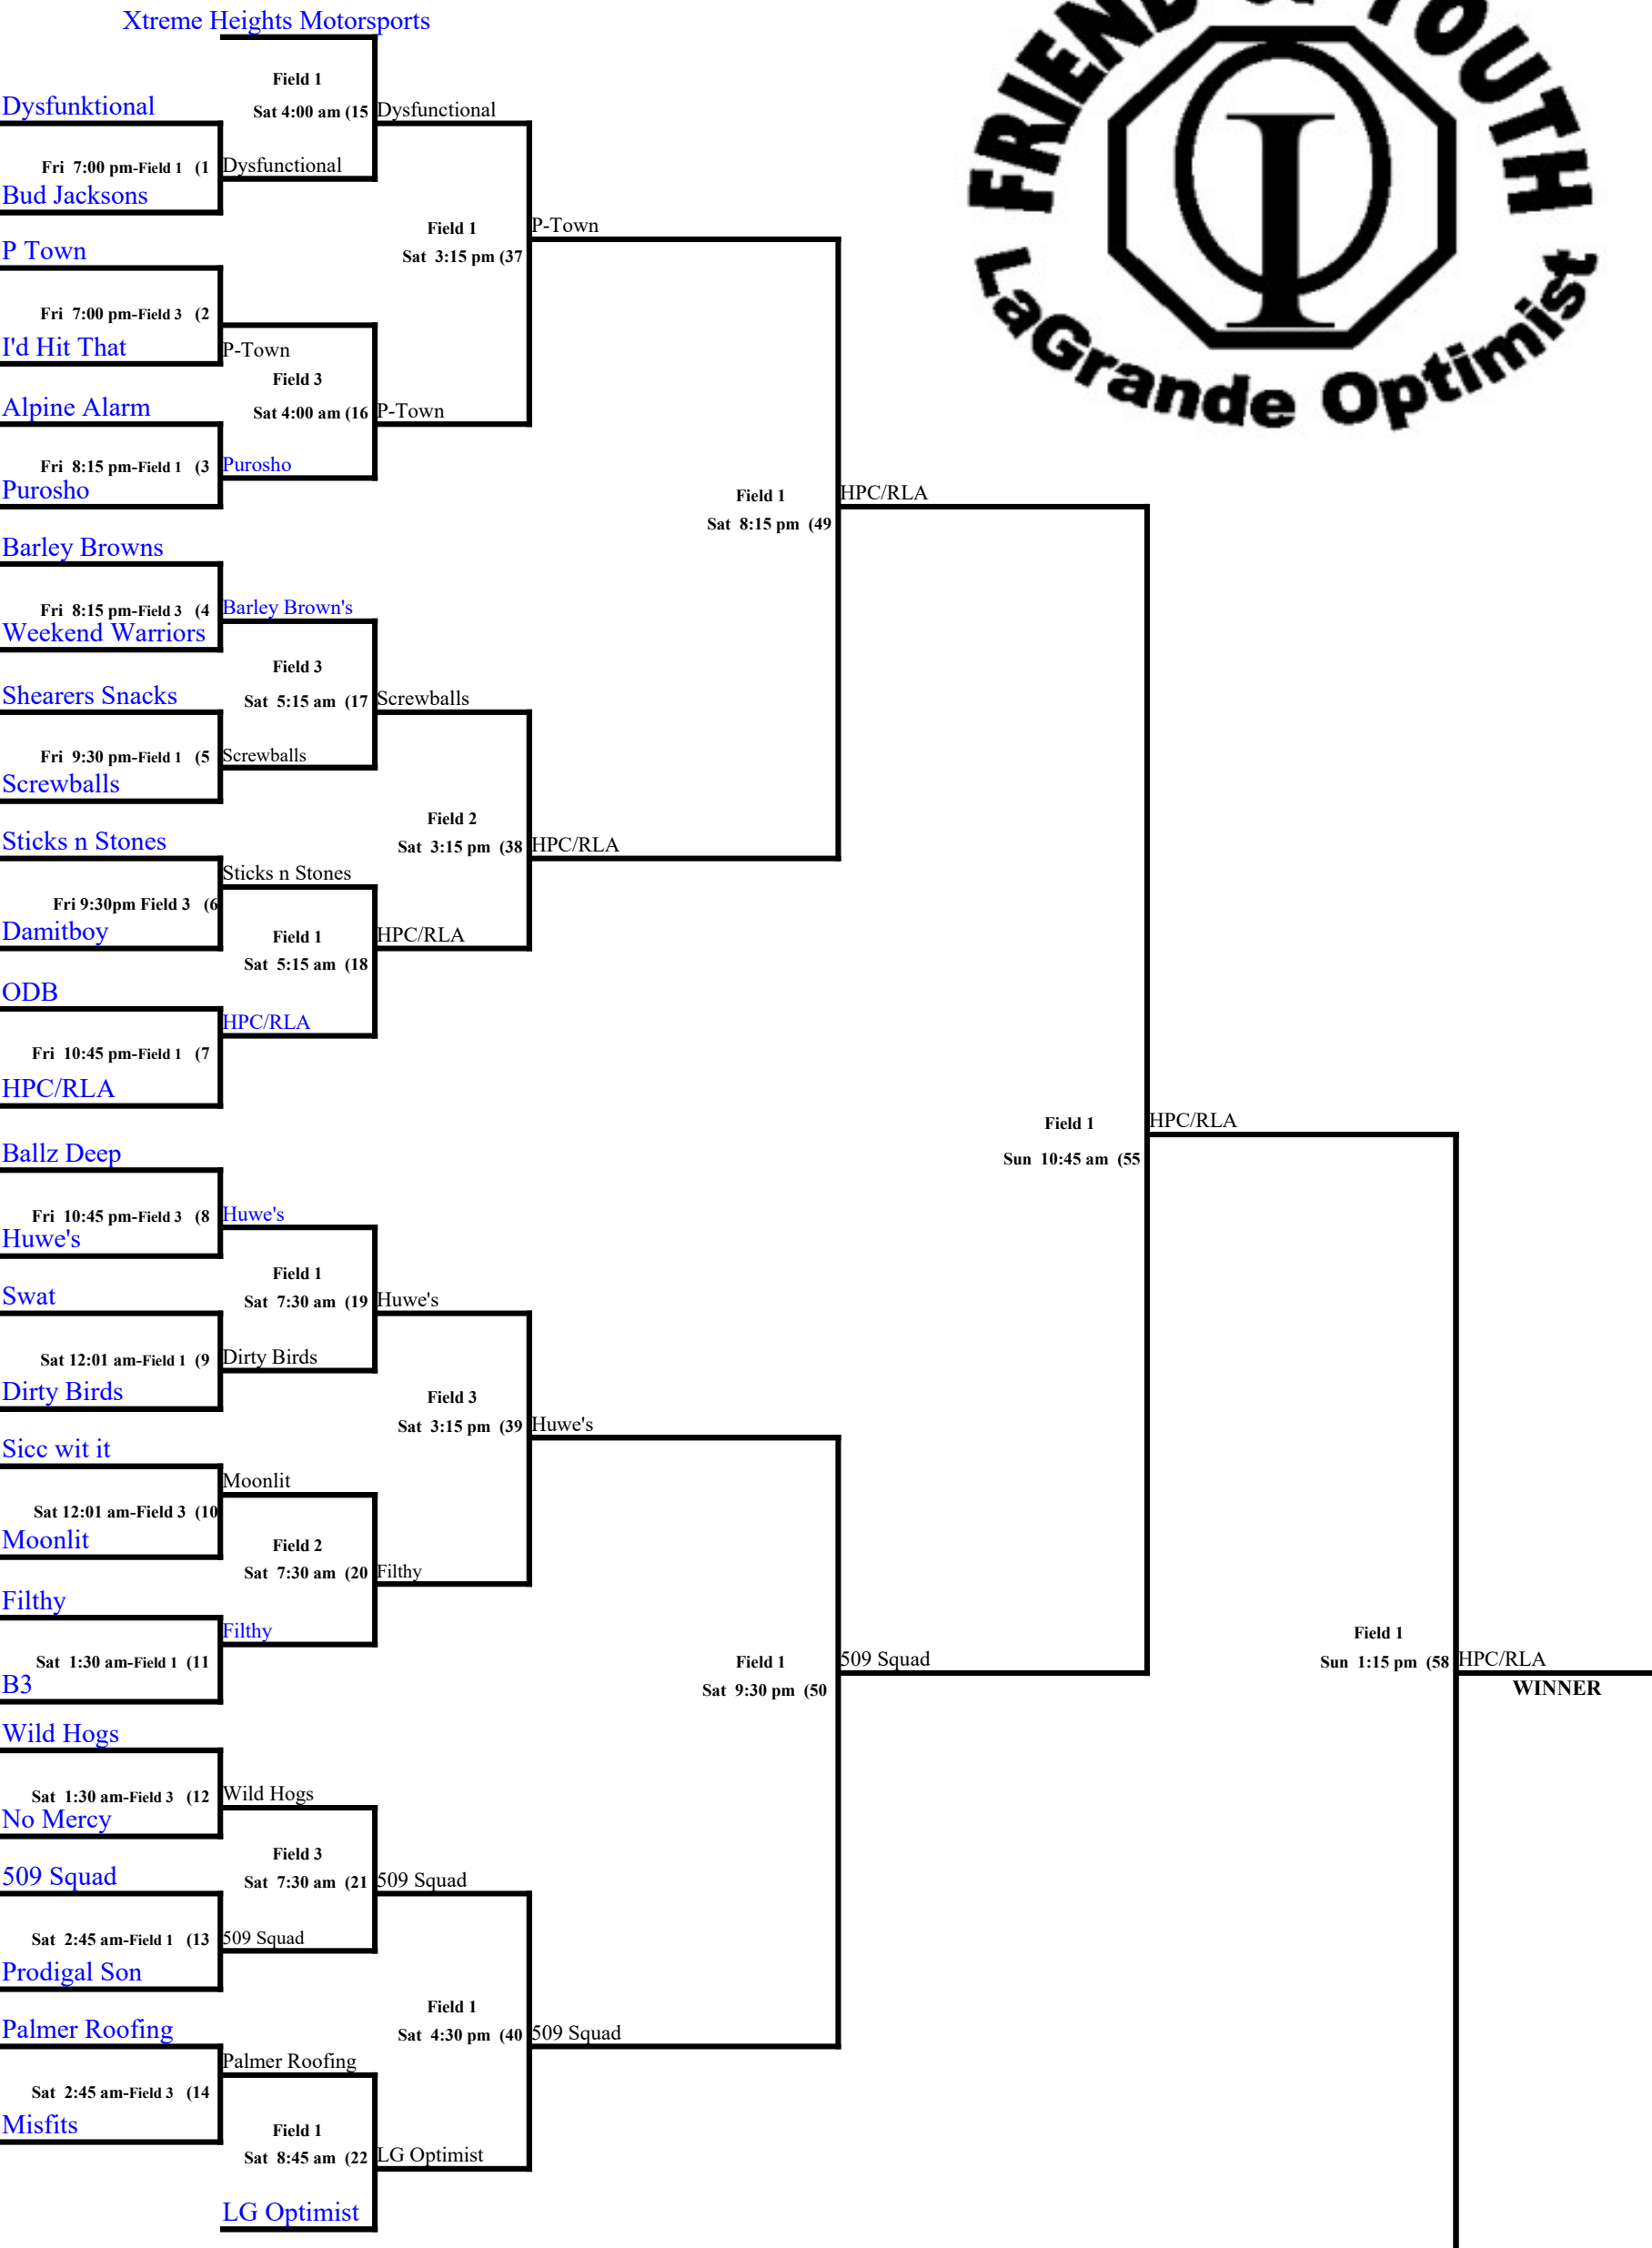 Xtreme Heights Motorsports
Field 1
Dysfunktional
Sat 4:00 am (15
Dysfunctional
Fri 7:00 pm-Field 1 (1
Dysfunctional
Bud Jacksons
Field 1
P-Town
Sat 3:15 pm (37
P Town
Fri 7:00 pm-Field 3 (2
I'd Hit That
P-Town
Field 3
Alpine Alarm
Sat 4:00 am (16
P-Town
Fri 8:15 pm-Field 1 (3
Purosho
Purosho
Field 1
HPC/RLA
Sat 8:15 pm (49
Barley Browns
Fri 8:15 pm-Field 3 (4
Barley Brown's
Weekend Warriors
Field 3
Shearers Snacks
Sat 5:15 am (17
Screwballs
Fri 9:30 pm-Field 1 (5
Screwballs
Screwballs
Field 2
Sticks n Stones
Sat 3:15 pm (38
HPC/RLA
Sticks n Stones
Fri 9:30pm Field 3 (6
Damitboy
Field 1
HPC/RLA
Sat 5:15 am (18
ODB
HPC/RLA
Fri 10:45 pm-Field 1 (7
HPC/RLA
Field 1
HPC/RLA
Sun 10:45 am (55
Ballz Deep
Fri 10:45 pm-Field 3 (8
Huwe's
Huwe's
Field 1
Swat
Sat 7:30 am (19
Huwe's
Sat 12:01 am-Field 1 (9
Dirty Birds
Dirty Birds
Field 3
Sat 3:15 pm (39
Huwe's
Sicc wit it
Moonlit
Sat 12:01 am-Field 3 (10
Moonlit
Field 2
Sat 7:30 am (20
Filthy
Filthy
Filthy
Sat 1:30 am-Field 1 (11
B3
Field 1
509 Squad
Sat 9:30 pm (50
Field 1
Sun 1:15 pm (58
HPC/RLA
WINNER
Wild Hogs
Sat 1:30 am-Field 3 (12
Wild Hogs
No Mercy
Field 3
509 Squad
Sat 7:30 am (21
509 Squad
Sat 2:45 am-Field 1 (13
509 Squad
Prodigal Son
Field 1
Palmer Roofing
Sat 4:30 pm (40
509 Squad
Palmer Roofing
Sat 2:45 am-Field 3 (14
Misfits
Field 1
Sat 8:45 am (22
LG Optimist
LG Optimist
FRIEND
YOUTH
LaGrande Optimist